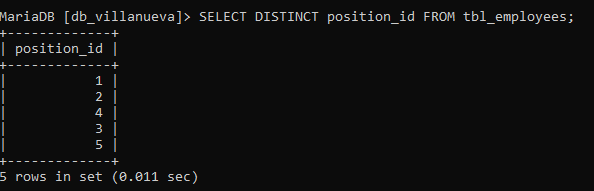 MariaDB [db_villanueva]> SELECT DISTINCT position_id FROM tbl_employees;
+-------------+
| position_id |
+-------------+
|           1 |
|           2 |
|           4 |
|           3 |
|           5 |
+-------------+
5 rows in set (0.011 sec)